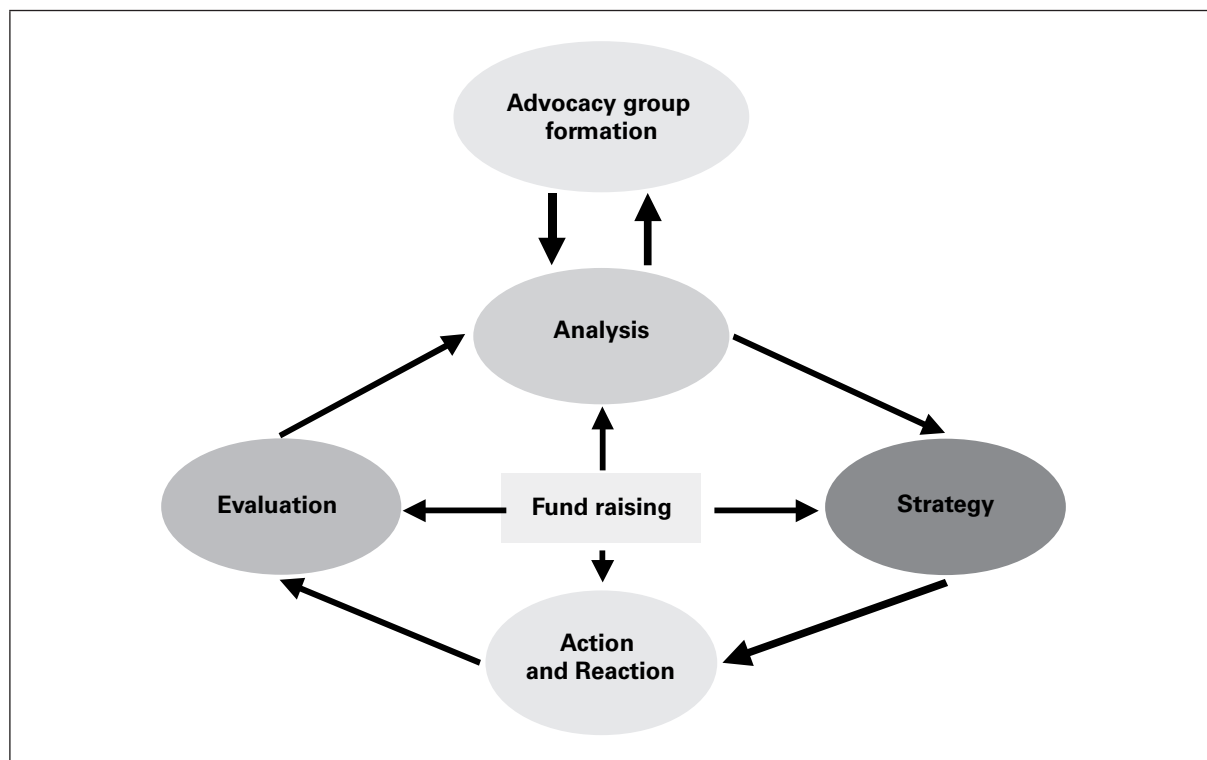 Advocacy group
formation
Analysis
Evaluation
Fund raising
Strategy
Action
and Reaction